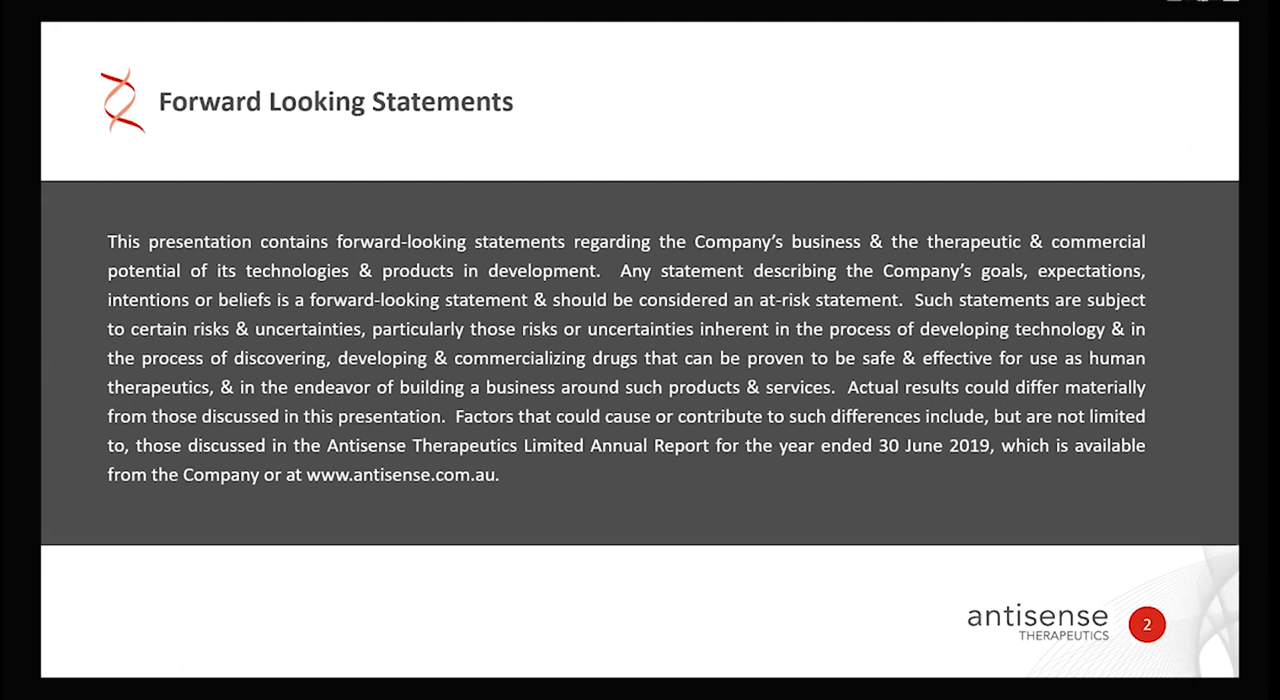 Forward Looking Statements
This presentation contains forward-looking statements regarding the Company’s business & the therapeutic & commercial
potential of its technologies & products in development.  Any statement describing the Company’s goals, expectations,
intentions or beliefs is a forward-looking statement & should be considered an at-risk statement.  Such statements are subject
to certain risks & uncertainties, particularly those risks or uncertainties inherent in the process of developing technology & in
the process of discovering, developing & commercializing drugs that can be proven to be safe & effective for use as human
therapeutics, & in the endeavor of building a business around such products & services.  Actual results could differ materially
from those discussed in this presentation.  Factors that could cause or contribute to such differences include, but are not limited
to, those discussed in the Antisense Therapeutics Limited Annual Report for the year ended 30 June 2019, which is available
from the Company or at www.antisense.com.au.
antisense
THERAPEUTICS
2